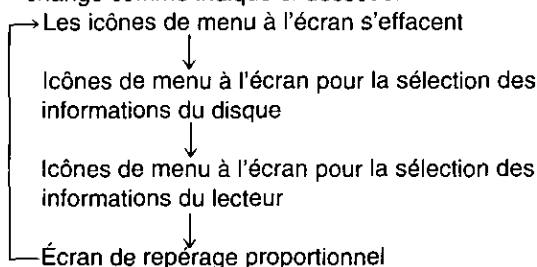 change comme indiqué ci-dessous.
Les icônes de menu à l'écran s'effacent
Icônes de menu à l'écran pour la sélection des
informations du disque
Icônes de menu à l'écran pour la sélection des
informations du lecteur
Écran de repérage proportionnel